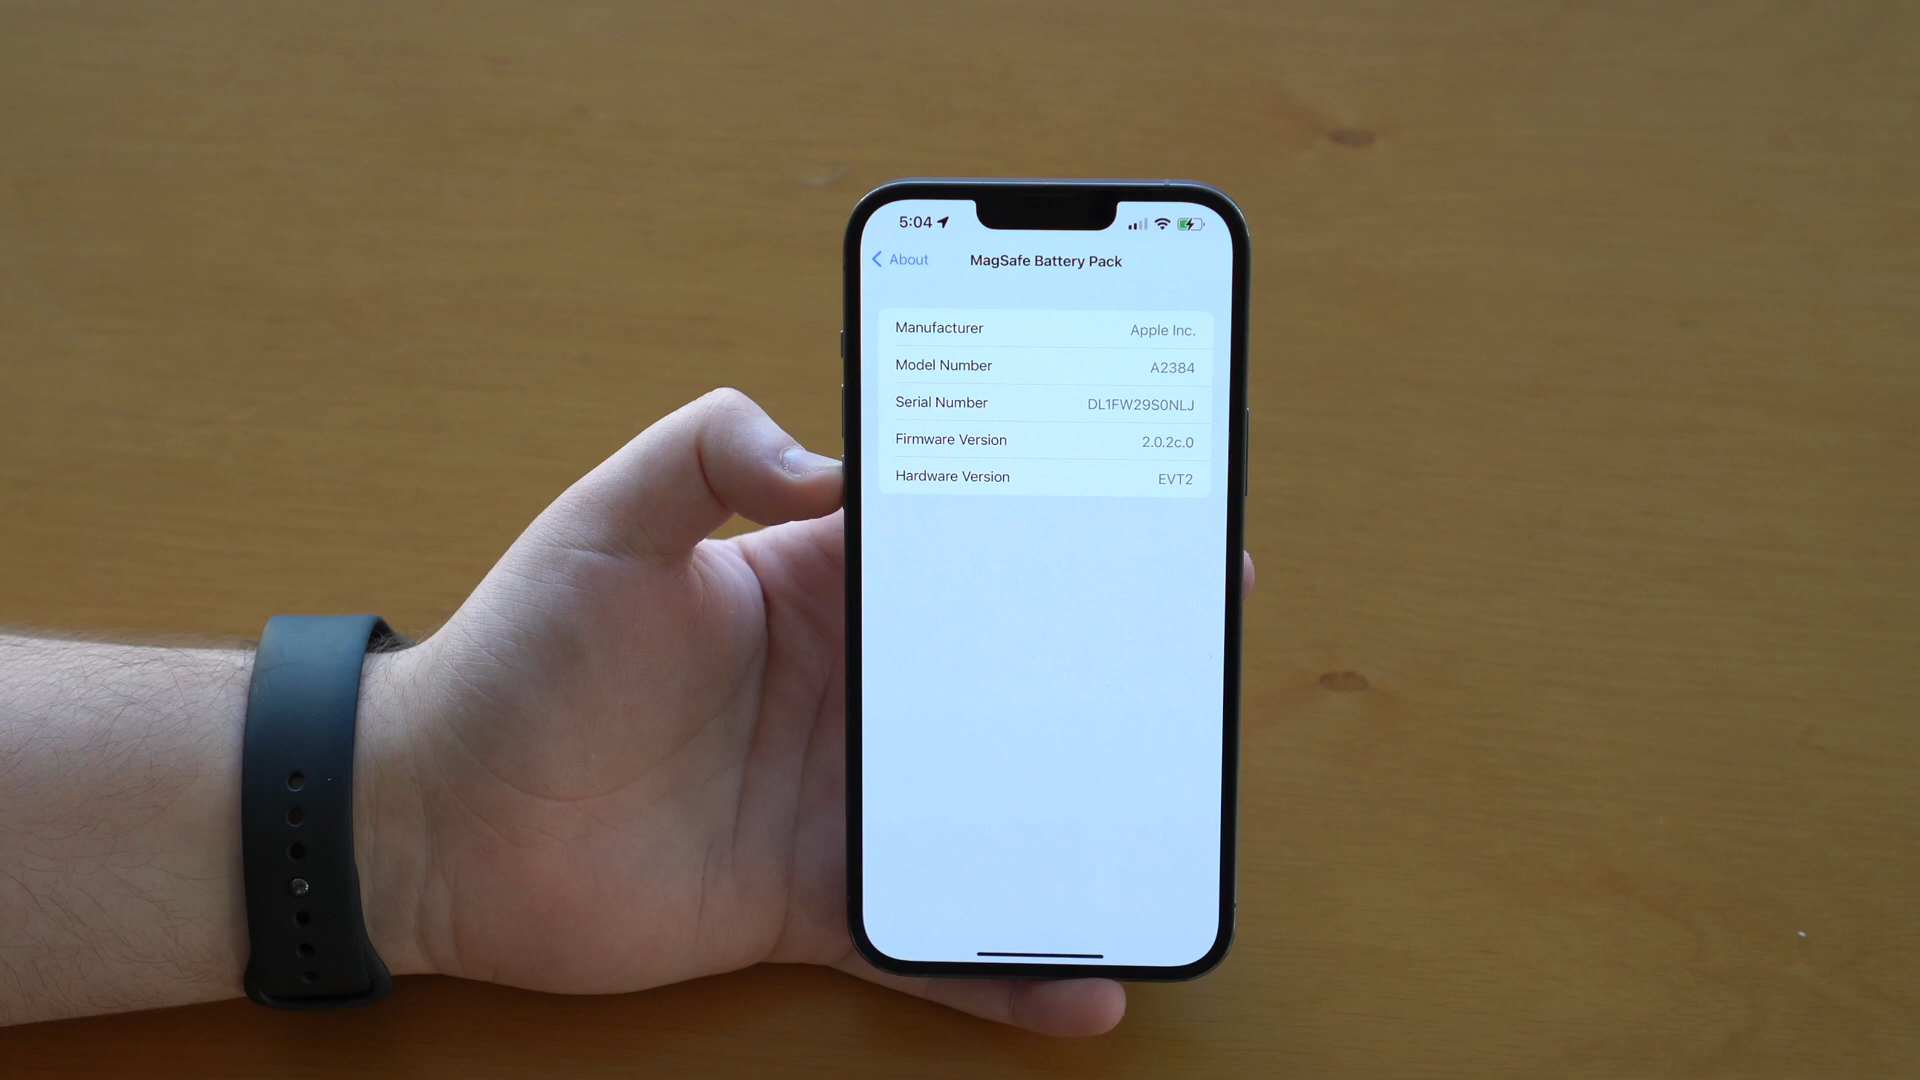 5:04
About
MagSafe Battery Pack
Manufacturer Apple Inc.
Model Number A2384
Serial Number DL1FW29S0NLJ
Firmware Version 2.0.2c.0
Hardware Version EVT2